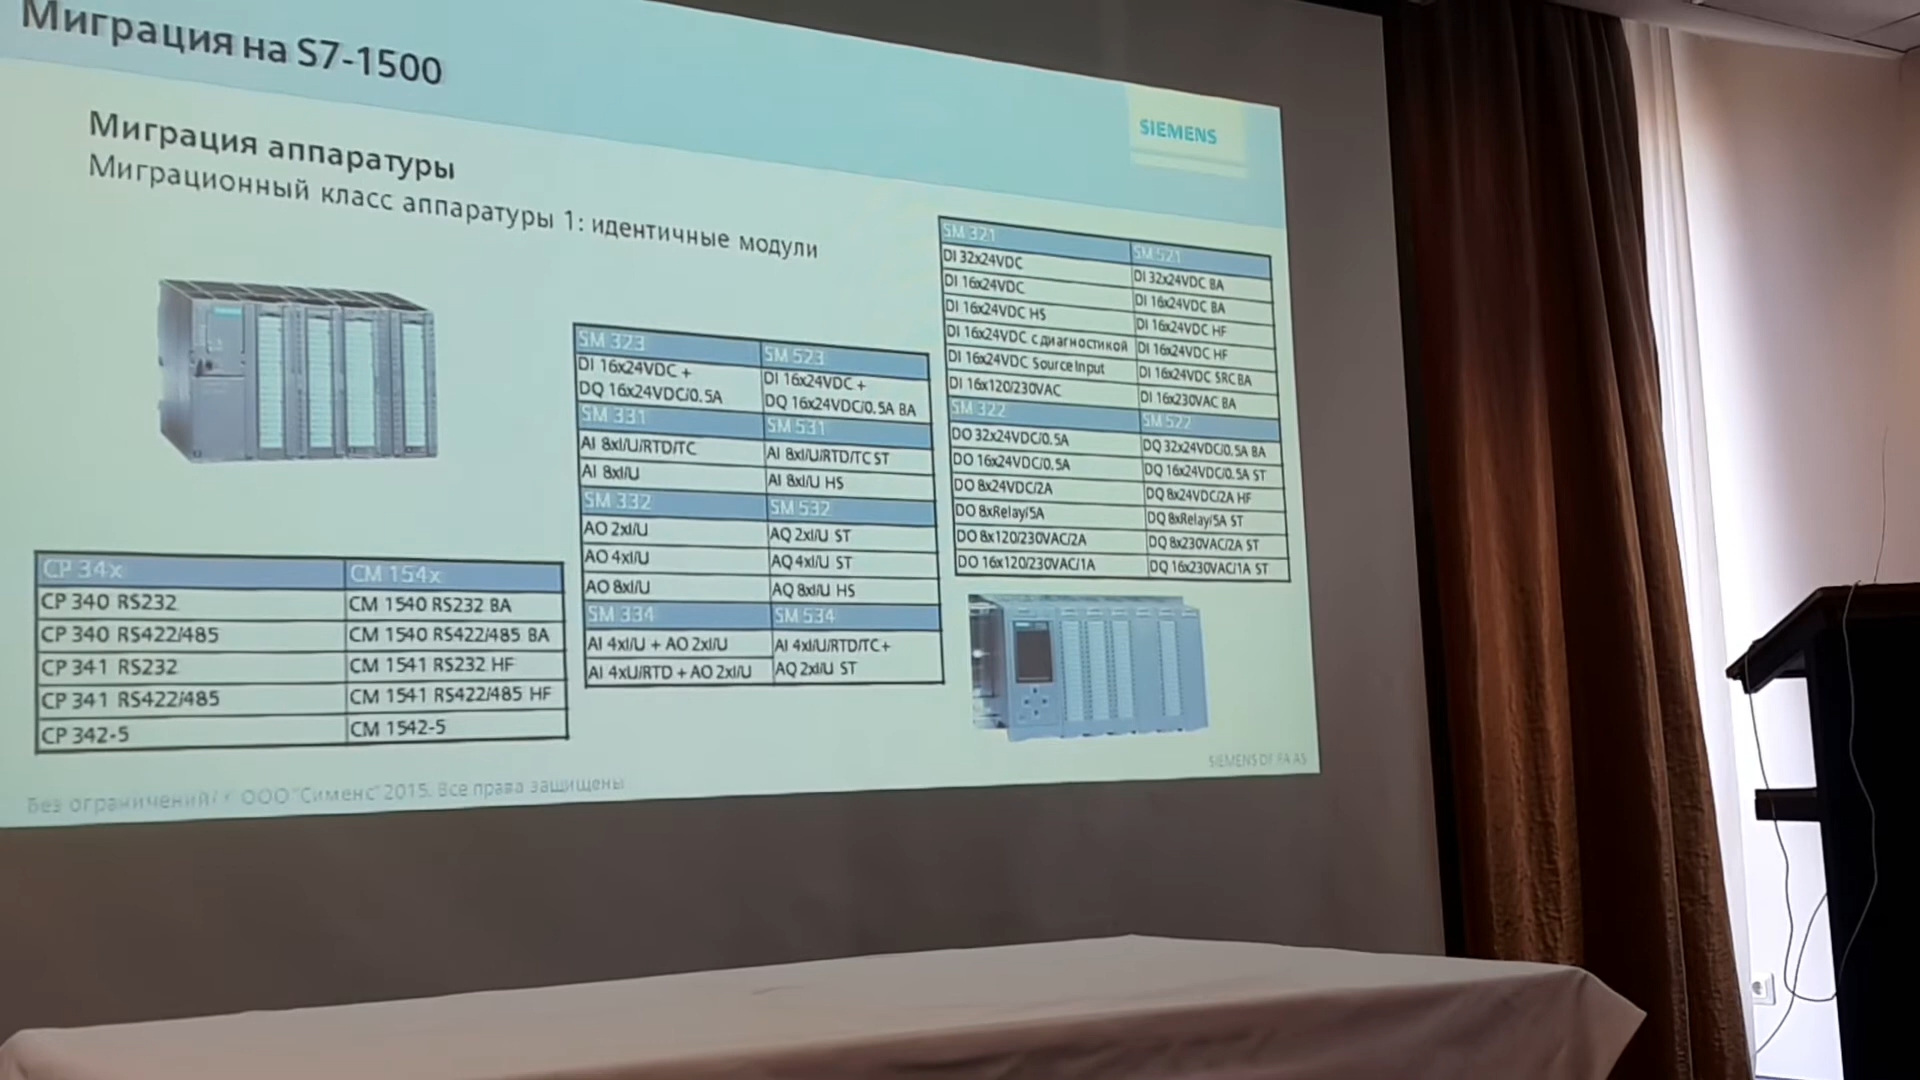 Миграция на S7-1500
SIEMENS
Миграция аппаратуры
Миграционный класс аппаратуры 1: идентичные модули
CP 34x CM 154x
CP 340 RS232 CM 1540 RS232 BA
CP 340 RS422/485 CM 1540 RS422/485 BA
CP 341 RS232 CM 1541 RS232 HF
CP 341 RS422/485 CM 1541 RS422/485 HF
CP 342-5 CM 1542-5
SM 323 SM 523
DI 16x24VDC + DI 16x24VDC +
DQ 16x24VDC/0.5A DQ 16x24VDC/0.5A BA
SM 331 SM 531
AI 8xI/U/RTD/TC AI 8xI/U/RTD/TC ST
AI 8xI/U AI 8xI/U HS
SM 332 SM 532
AO 2xI/U AQ 2xI/U ST
AO 4xI/U AQ 4xI/U ST
AO 8xI/U AQ 8xI/U HS
SM 334 SM 534
AI 4xI/U + AO 2xI/U AI 4xI/U/RTD/TC +
AI 4xU/RTD + AO 2xI/U AQ 2xI/U ST
SM 321 SM 521
DI 32x24VDC DI 32x24VDC BA
DI 16x24VDC DI 16x24VDC BA
DI 16x24VDC HS DI 16x24VDC HF
DI 16x24VDC с диагностикой DI 16x24VDC HF
DI 16x24VDC Source Input DI 16x24VDC SRC BA
DI 16x120/230VAC DI 16x230VAC BA
SM 322 SM 522
DO 32x24VDC/0.5A DQ 32x24VDC/0.5A BA
DO 16x24VDC/0.5A DQ 16x24VDC/0.5A ST
DO 8x24VDC/2A DQ 8x24VDC/2A HF
DO 8xRelay/5A DQ 8xRelay/5A ST
DO 8x120/230VAC/2A DQ 8x230VAC/2A ST
DO 16x120/230VAC/1A DQ 16x230VAC/1A ST
Без ограничений / © ООО "Сименс" 2015. Все права защищены
SIEMENS DF FA AS